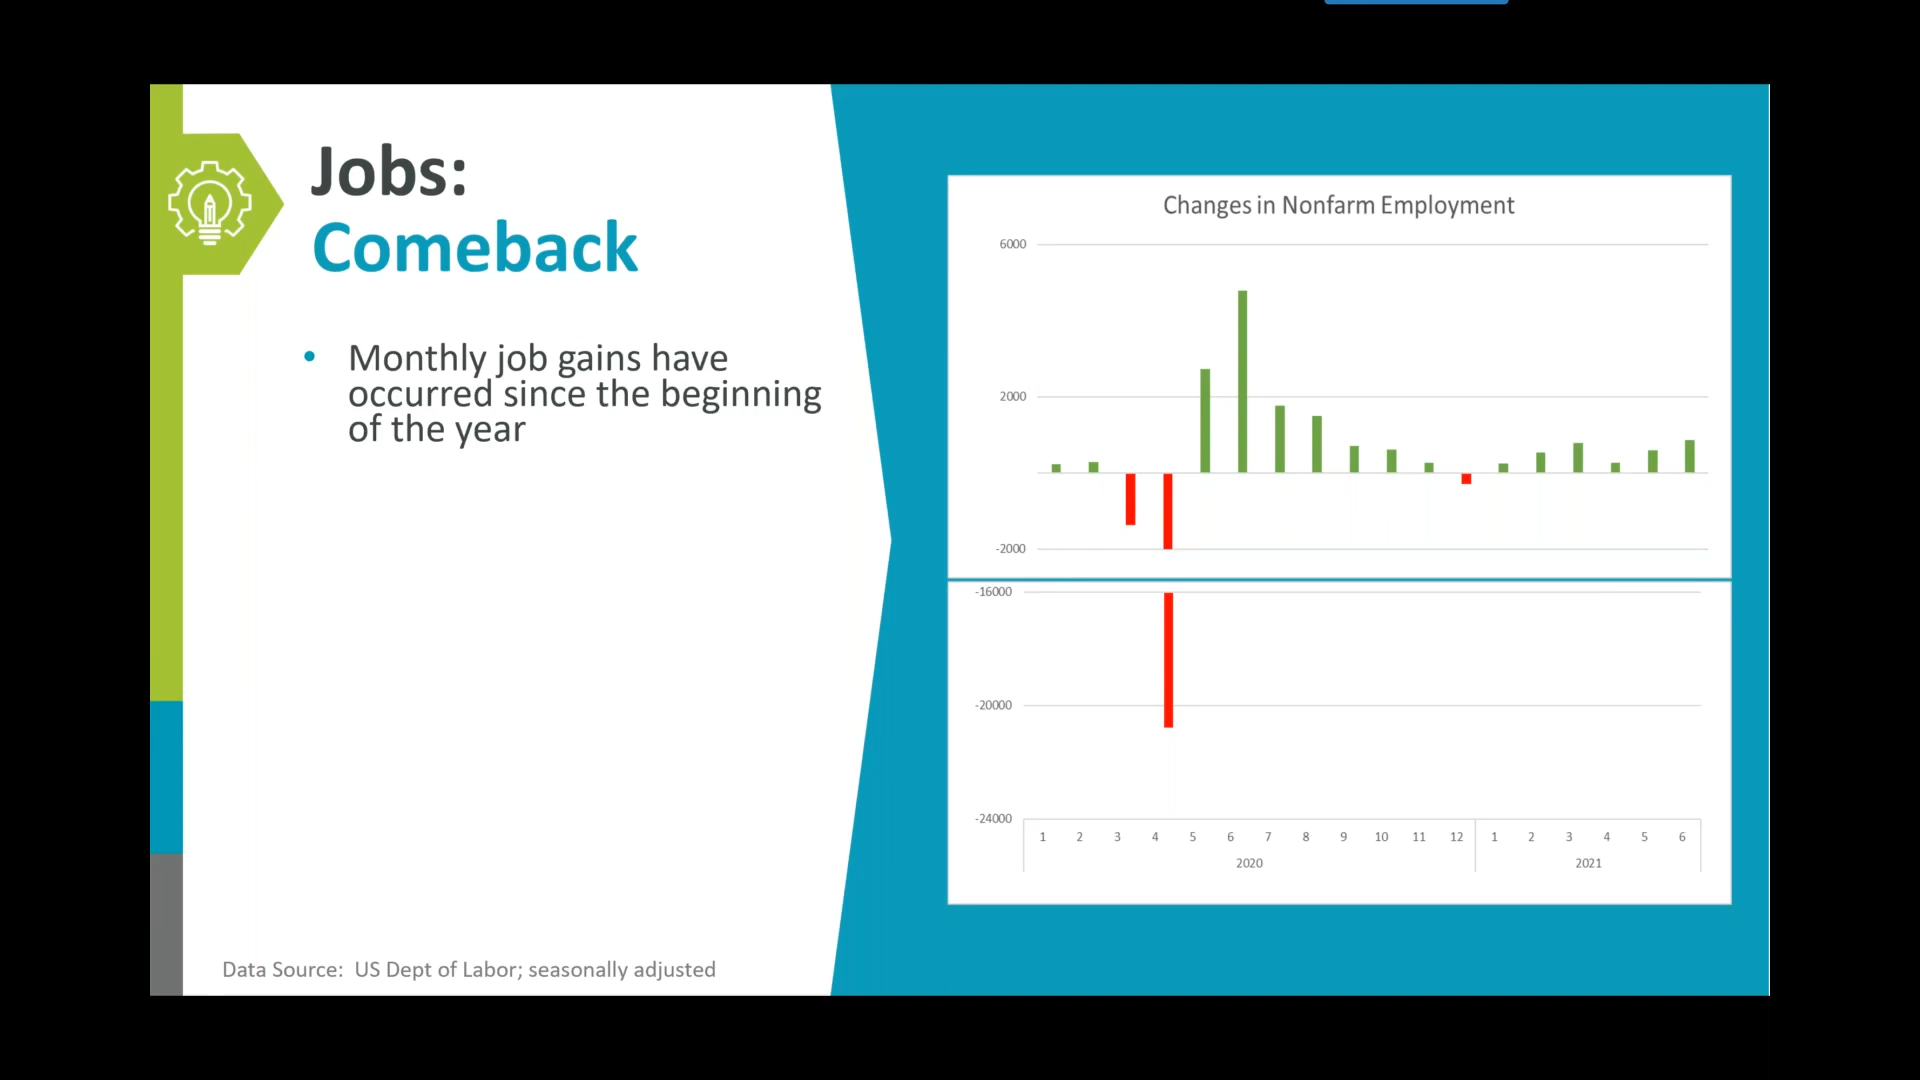 Jobs:
Comeback
• Monthly job gains have
occurred since the beginning
of the year
Data Source:  US Dept of Labor; seasonally adjusted
Changes in Nonfarm Employment
6000
2000
-2000
-16000
-20000
-24000
1 2 3 4 5 6 7 8 9 10 11 12 1 2 3 4 5 6
2020 2021